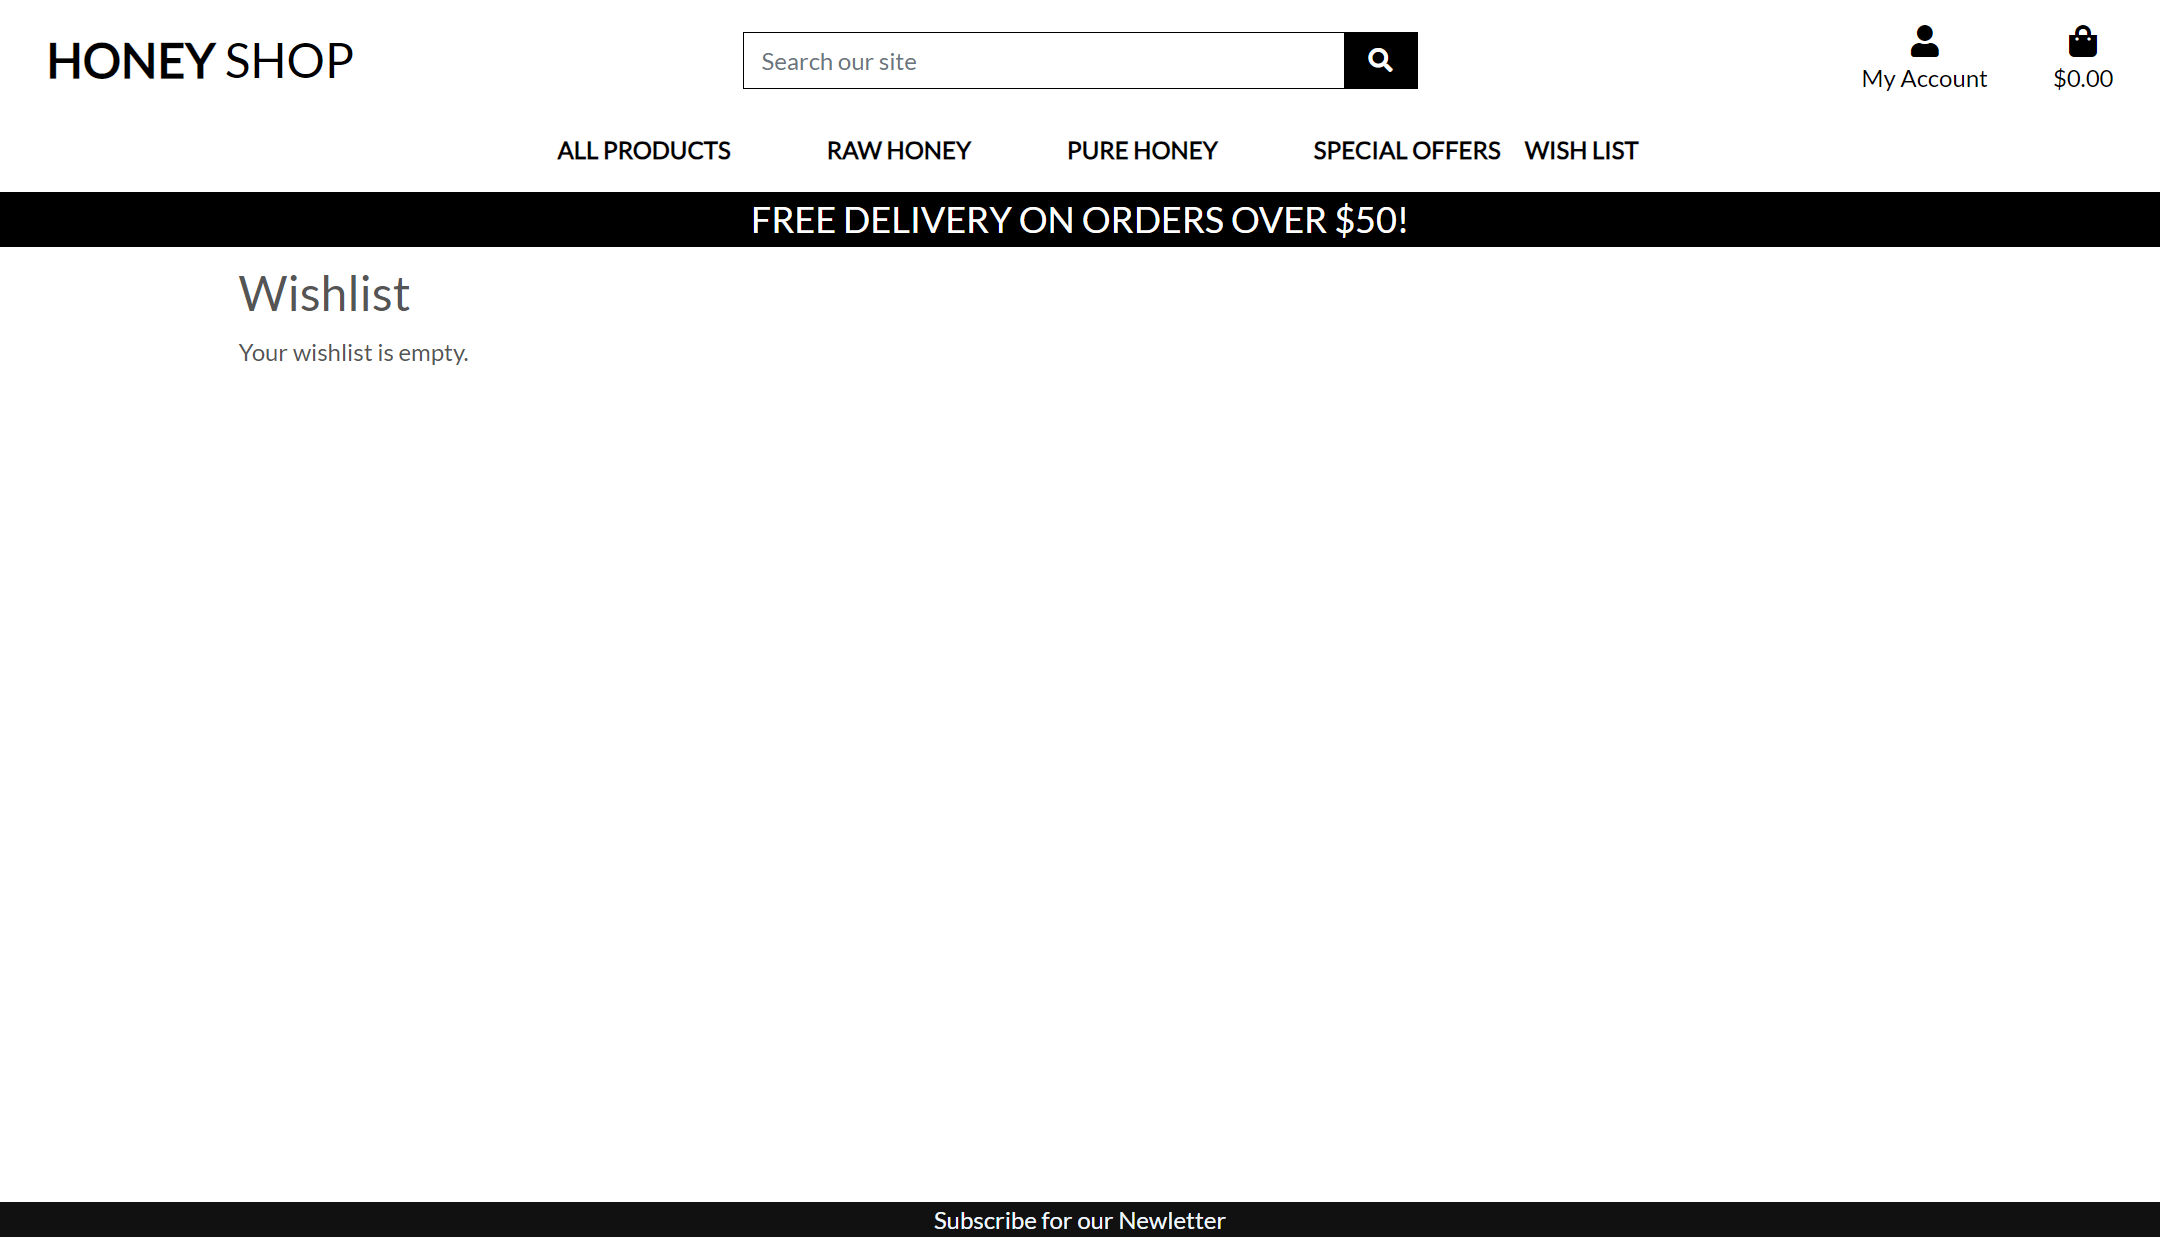 HONEY SHOP
Search our site
My Account
$0.00
ALL PRODUCTS RAW HONEY PURE HONEY SPECIAL OFFERS WISH LIST
FREE DELIVERY ON ORDERS OVER $50!
Wishlist
Your wishlist is empty.
Subscribe for our Newletter